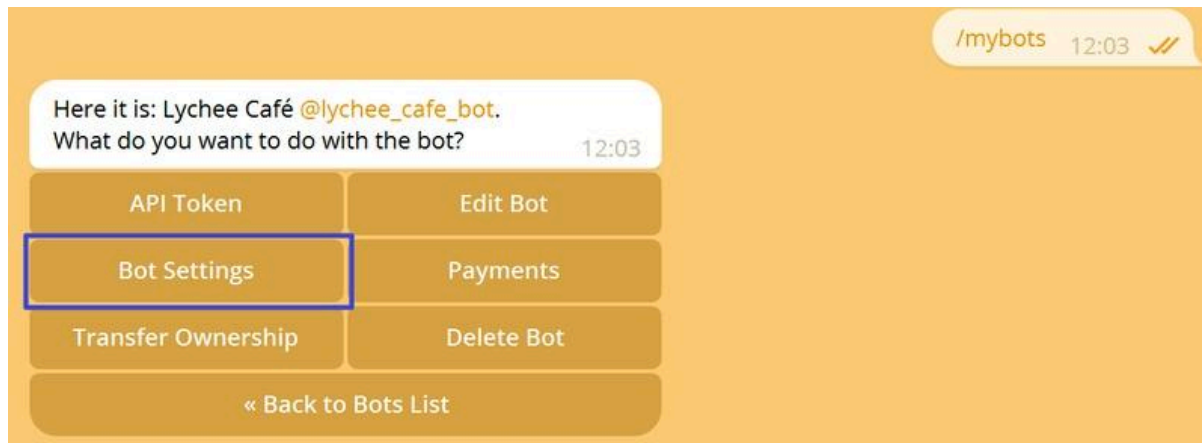 /mybots 12:03
Here it is: Lychee Café @lychee_cafe_bot.
What do you want to do with the bot? 12:03
API Token Edit Bot
Bot Settings Payments
Transfer Ownership Delete Bot
« Back to Bots List